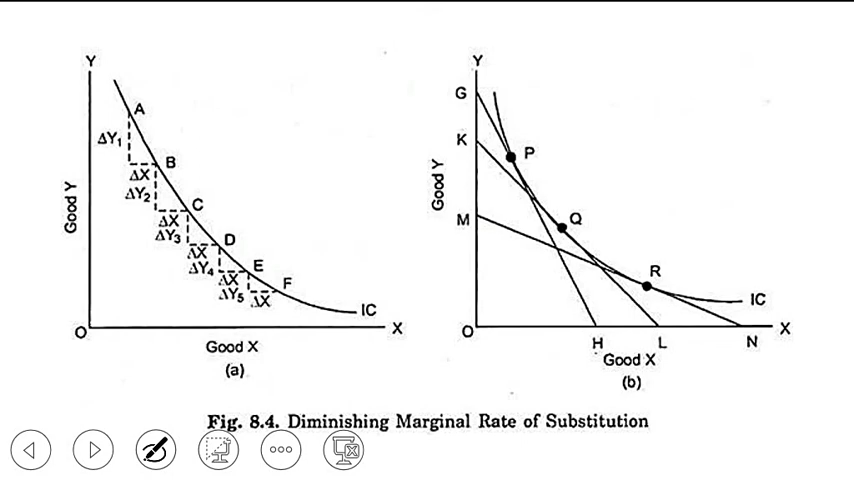 Y
A
ΔY₁
B
ΔX
ΔY₂
C
ΔX
ΔY₃
D
ΔX
ΔY₄
E
ΔX
ΔY₅
F
ΔX
IC
Good Y
O
X
Good X
(a)
Y
G
P
K
Q
M
R
IC
Good Y
O
X
H
L
N
Good X
(b)
Fig. 8.4. Diminishing Marginal Rate of Substitution